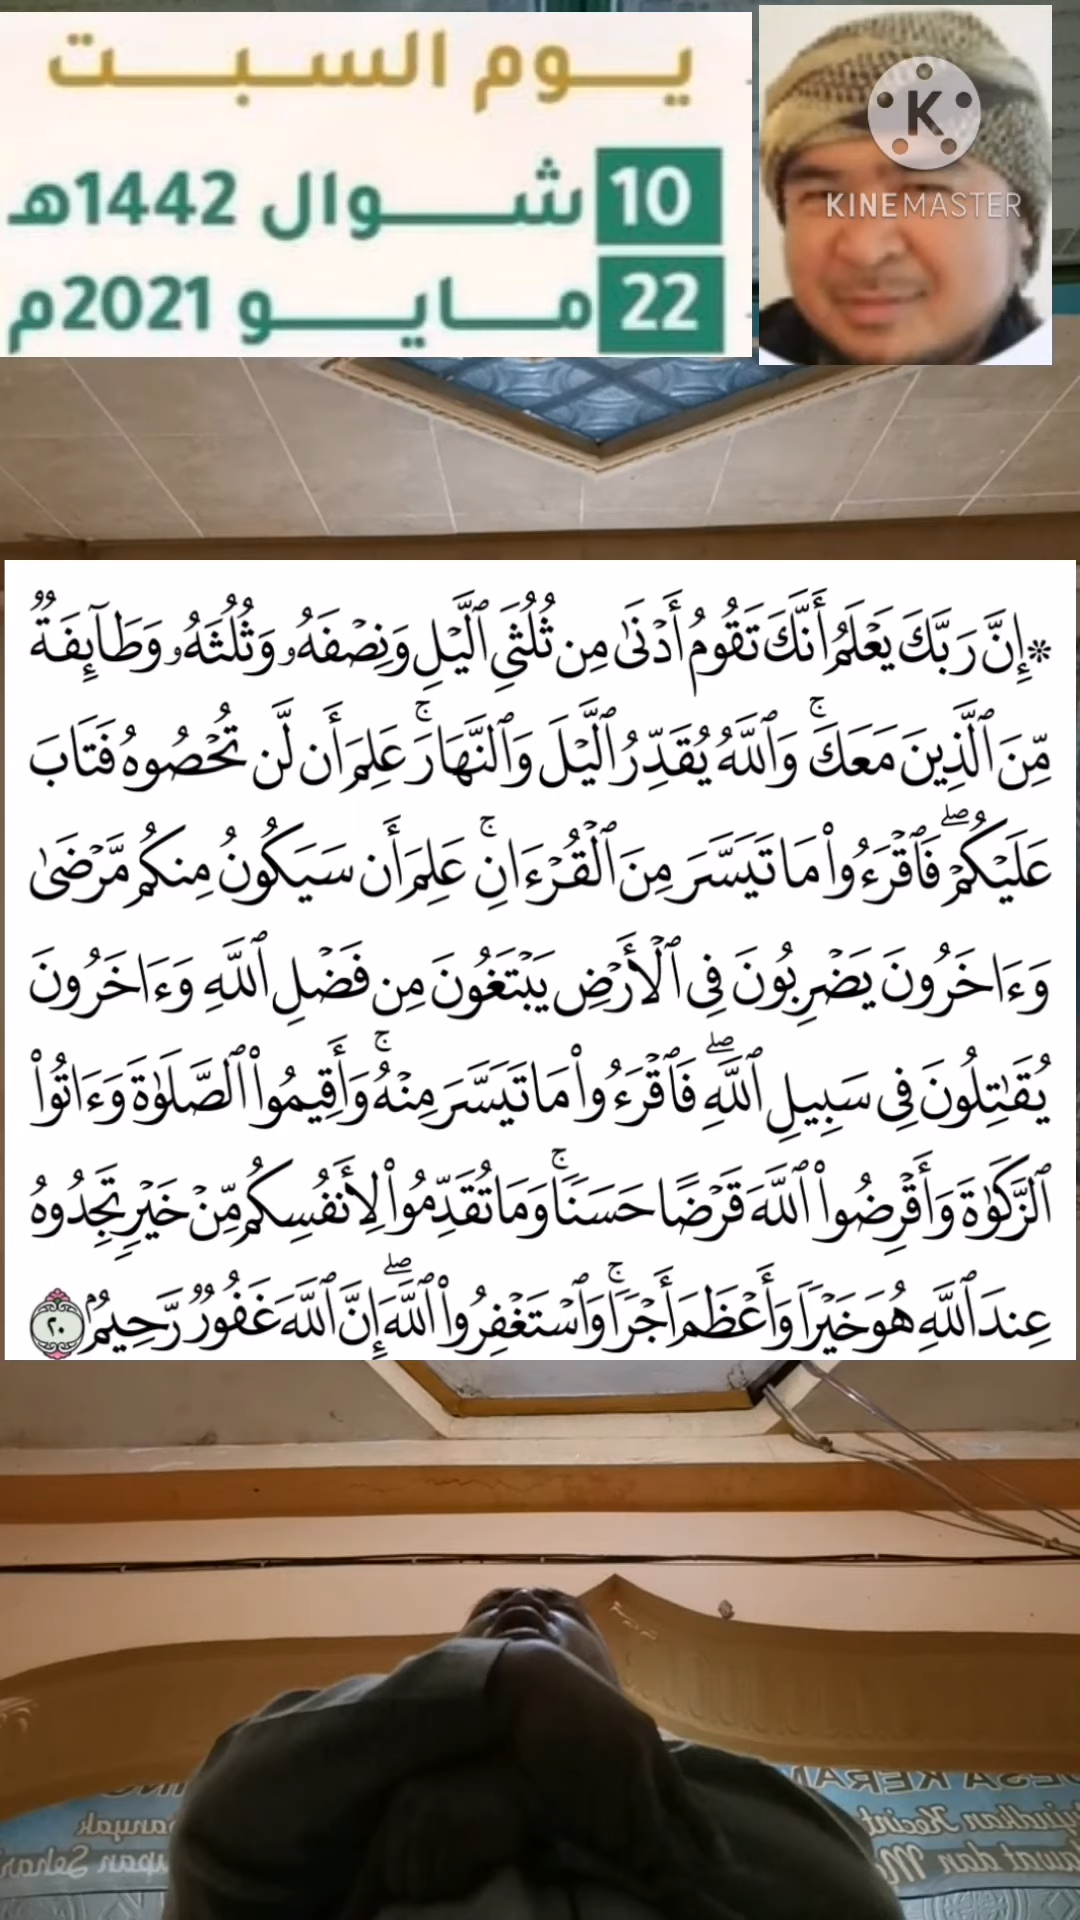 يوم السبت
10 شوال 1442هـ
22 مايو 2021م
KINEMASTER
۞ إِنَّ رَبَّكَ يَعْلَمُ أَنَّكَ تَقُومُ أَدْنَىٰ مِن ثُلُثَيِ ٱلَّيْلِ وَنِصْفَهُۥ وَثُلُثَهُۥ وَطَآئِفَةٌ
مِّنَ ٱلَّذِينَ مَعَكَۚ وَٱللَّهُ يُقَدِّرُ ٱلَّيْلَ وَٱلنَّهَارَۚ عَلِمَ أَن لَّن تُحْصُوهُ فَتَابَ
عَلَيْكُمْۖ فَٱقْرَءُوا۟ مَا تَيَسَّرَ مِنَ ٱلْقُرْءَانِۚ عَلِمَ أَن سَيَكُونُ مِنكُم مَّرْضَىٰ
وَءَاخَرُونَ يَضْرِبُونَ فِى ٱلْأَرْضِ يَبْتَغُونَ مِن فَضْلِ ٱللَّهِ وَءَاخَرُونَ
يُقَٰتِلُونَ فِى سَبِيلِ ٱللَّهِۖ فَٱقْرَءُوا۟ مَا تَيَسَّرَ مِنْهُۚ وَأَقِيمُوا۟ ٱلصَّلَوٰةَ وَءَاتُوا۟
ٱلزَّكَوٰةَ وَأَقْرِضُوا۟ ٱللَّهَ قَرْضًا حَسَنًاۚ وَمَا تُقَدِّمُوا۟ لِأَنفُسِكُم مِّنْ خَيْرٍ تَجِدُوهُ
عِندَ ٱللَّهِ هُوَ خَيْرًا وَأَعْظَمَ أَجْرًاۚ وَٱسْتَغْفِرُوا۟ ٱللَّهَۖ إِنَّ ٱللَّهَ غَفُورٌ رَّحِيمٌۢ ٢٠
DESA KERAM
M